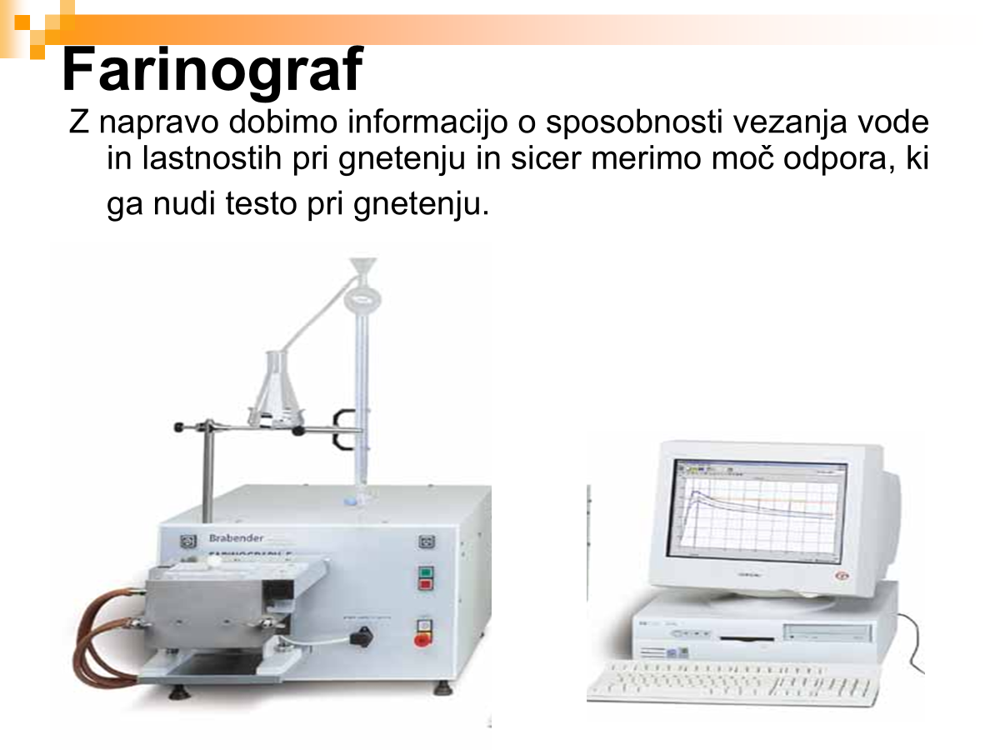 Farinograf
Z napravo dobimo informacijo o sposobnosti vezanja vode
in lastnostih pri gnetenju in sicer merimo moč odpora, ki
ga nudi testo pri gnetenju.
Brabender